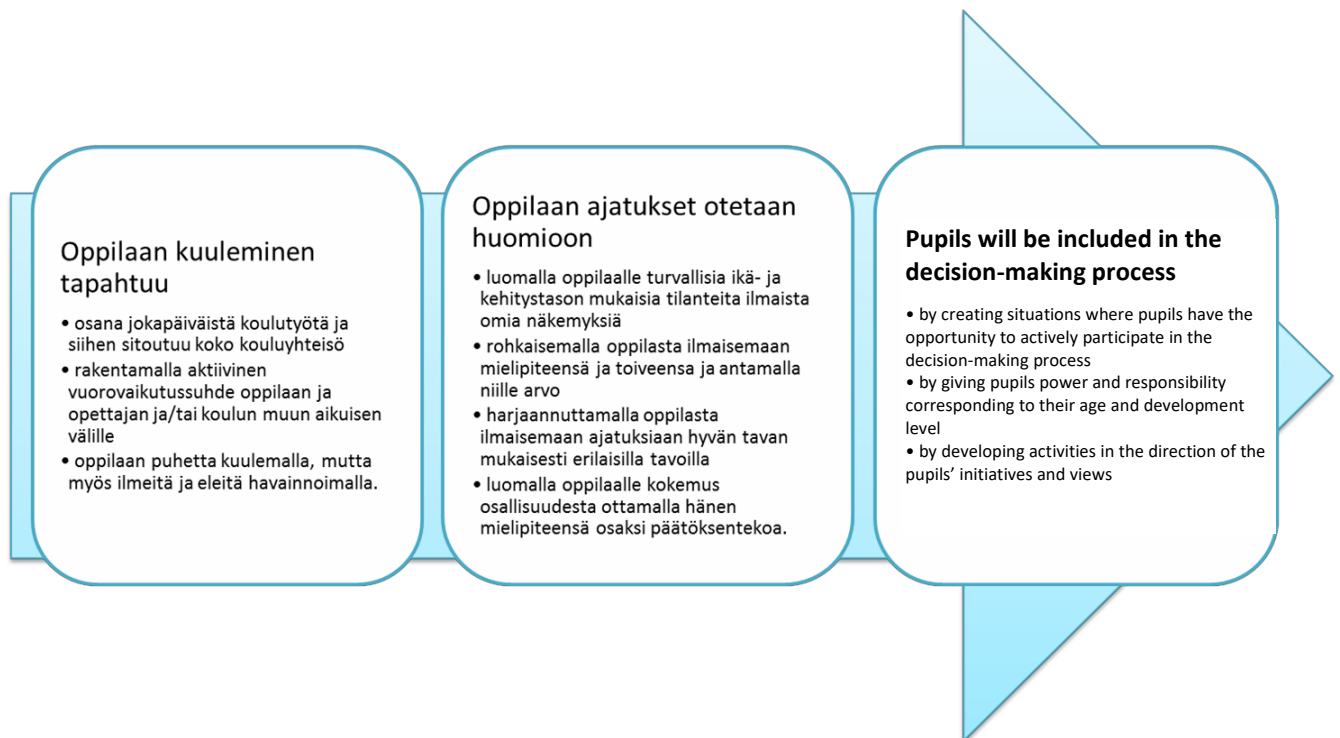 Oppilaan kuuleminen
tapahtuu
• osana jokapäiväistä koulutyötä ja
siihen sitoutuu koko kouluyhteisö
• rakentamalla aktiivinen
vuorovaikutussuhde oppilaan ja
opettajan ja/tai koulun muun aikuisen
välille
• oppilaan puhetta kuulemalla, mutta
myös ilmeitä ja eleitä havainnoimalla.
Oppilaan ajatukset otetaan
huomioon
• luomalla oppilaalle turvallisia ikä- ja
kehitystason mukaisia tilanteita ilmaista
omia näkemyksiä
• rohkaisemalla oppilasta ilmaisemaan
mielipiteensä ja toiveensa ja antamalla
niille arvo
• harjaannuttamalla oppilasta
ilmaisemaan ajatuksiaan hyvän tavan
mukaisesti erilaisilla tavoilla
• luomalla oppilaalle kokemus
osallisuudesta ottamalla hänen
mielipiteensä osaksi päätöksentekoa.
Pupils will be included in the
decision-making process
• by creating situations where pupils have the
opportunity to actively participate in the
decision-making process
• by giving pupils power and responsibility
corresponding to their age and development
level
• by developing activities in the direction of the
pupils’ initiatives and views